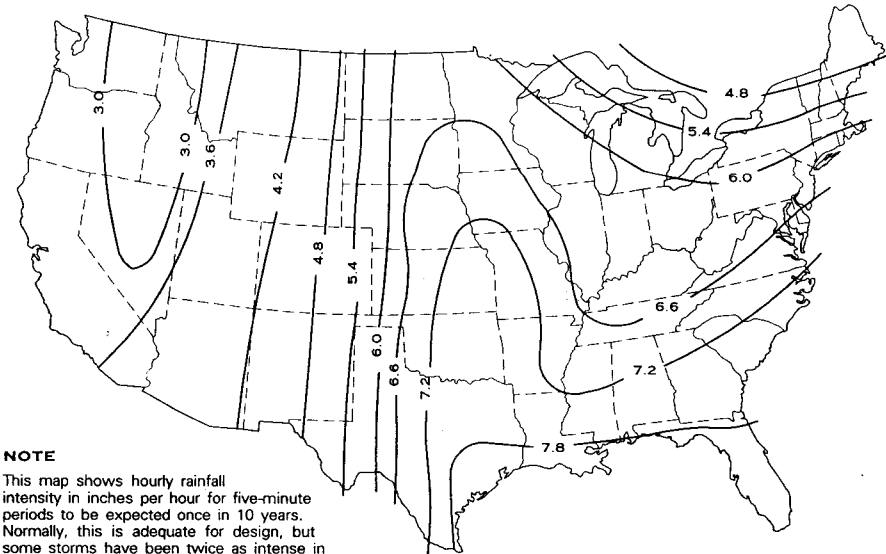 4.8
5.4
6.0
3.0
3.0
3.6
4.2
4.8
5.4
6.0
6.6
7.2
6.6
7.2
7.8
NOTE
This map shows hourly rainfall
intensity in inches per hour for five-minute
periods to be expected once in 10 years.
Normally, this is adequate for design, but
some storms have been twice as intense in